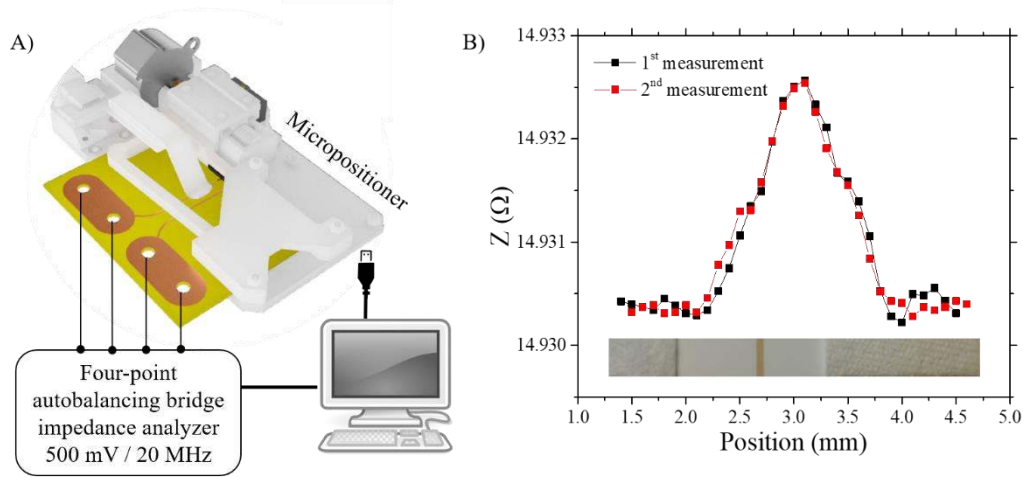 A)
Micropositioner
Four-point
autobalancing bridge
impedance analyzer
500 mV / 20 MHz
B)
14.933
14.932
14.931
14.930
Z (Ω)
1st measurement
2nd measurement
1.0 1.5 2.0 2.5 3.0 3.5 4.0 4.5 5.0
Position (mm)